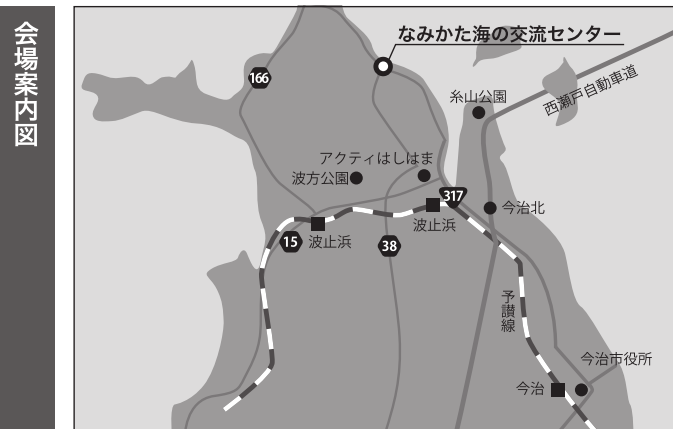 会場案内図
なみかた海の交流センター
166
糸山公園
西瀬戸自動車道
アクティはしはま
波方公園
317
今治北
波止浜
15
波止浜
38
予讃線
今治市役所
今治